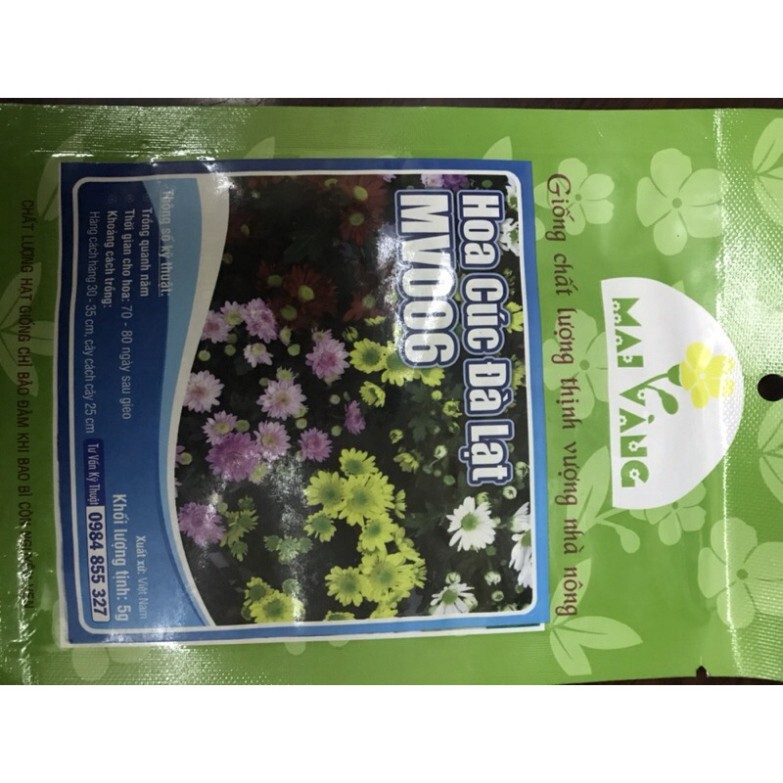 MAI VÀNG
Giống chất lượng thịnh vượng nhà nông
Hoa Cúc Đà Lạt
MV006
Thông số kỹ thuật:
Trồng quanh năm
Thời gian cho hoa: 70 - 80 ngày sau gieo
Khoảng cách trồng:
Hàng cách hàng 30 - 35 cm, cây cách cây 25 cm
Xuất xứ: Việt Nam
Khối lượng tịnh: 5g
Tư Vấn Kỹ Thuật 0984 855 327
CHẤT LƯỢNG HẠT GIỐNG CHỈ BẢO ĐẢM KHI BAO BÌ CÒN